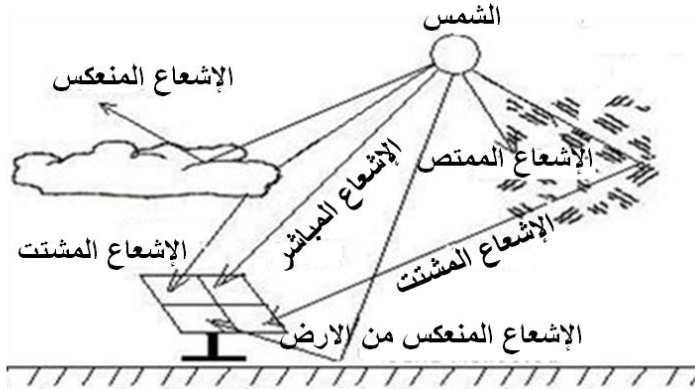 الشمس
الإشعاع المنعكس
الإشعاع الممتص
الإشعاع المباشر
الإشعاع المشتت
الإشعاع المشتت
الإشعاع المنعكس من الارض